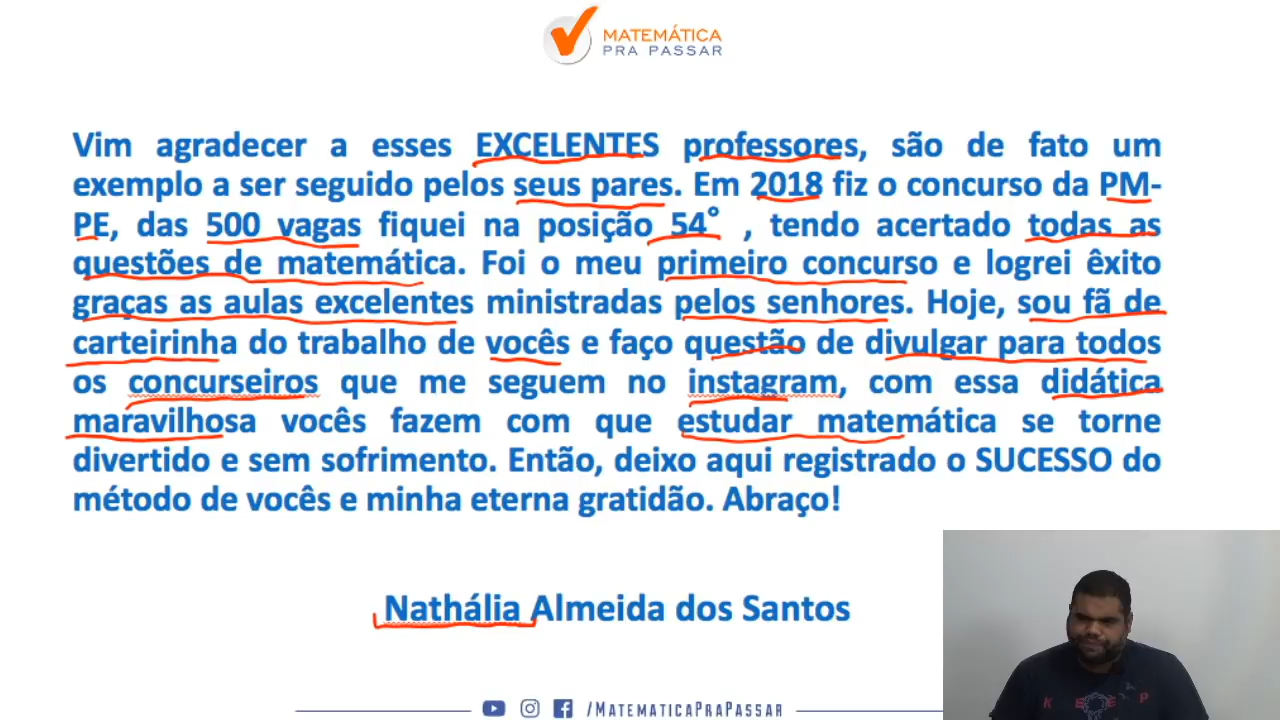 MATEMÁTICA
PRA PASSAR
Vim agradecer a esses EXCELENTES professores, são de fato um
exemplo a ser seguido pelos seus pares. Em 2018 fiz o concurso da PM-
PE, das 500 vagas fiquei na posição 54° , tendo acertado todas as
questões de matemática. Foi o meu primeiro concurso e logrei êxito
graças as aulas excelentes ministradas pelos senhores. Hoje, sou fã de
carteirinha do trabalho de vocês e faço questão de divulgar para todos
os concurseiros que me seguem no instagram, com essa didática
maravilhosa vocês fazem com que estudar matemática se torne
divertido e sem sofrimento. Então, deixo aqui registrado o SUCESSO do
método de vocês e minha eterna gratidão. Abraço!
Nathália Almeida dos Santos
KEEP
/MATEMATICAPRAPASSAR